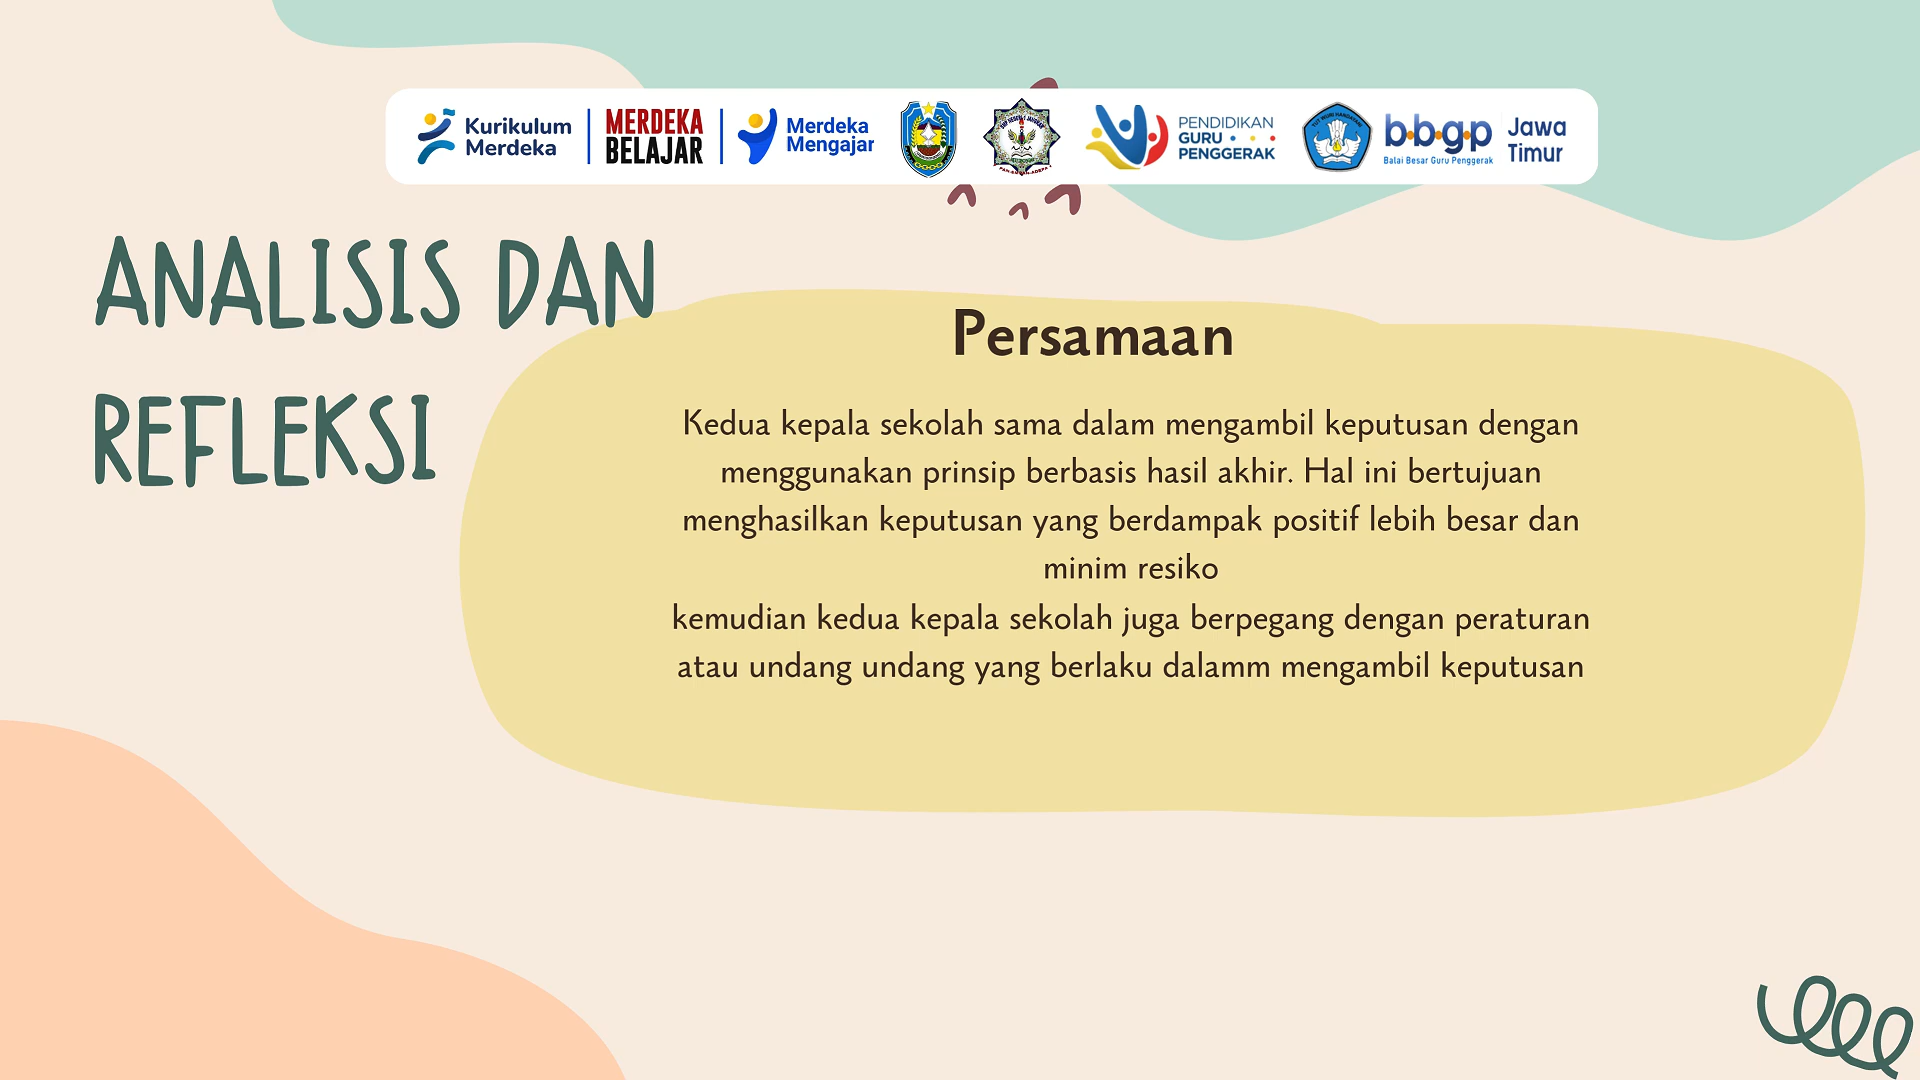 Kurikulum
Merdeka
MERDEKA
BELAJAR
Merdeka
Mengajar
PENDIDIKAN
GURU
PENGGERAK
TUT WURI HANDAYANI
bbgp
Balai Besar Guru Penggerak
Jawa
Timur
ANALISIS DAN
REFLEKSI
Persamaan
Kedua kepala sekolah sama dalam mengambil keputusan dengan
menggunakan prinsip berbasis hasil akhir. Hal ini bertujuan
menghasilkan keputusan yang berdampak positif lebih besar dan
minim resiko
kemudian kedua kepala sekolah juga berpegang dengan peraturan
atau undang undang yang berlaku dalamm mengambil keputusan